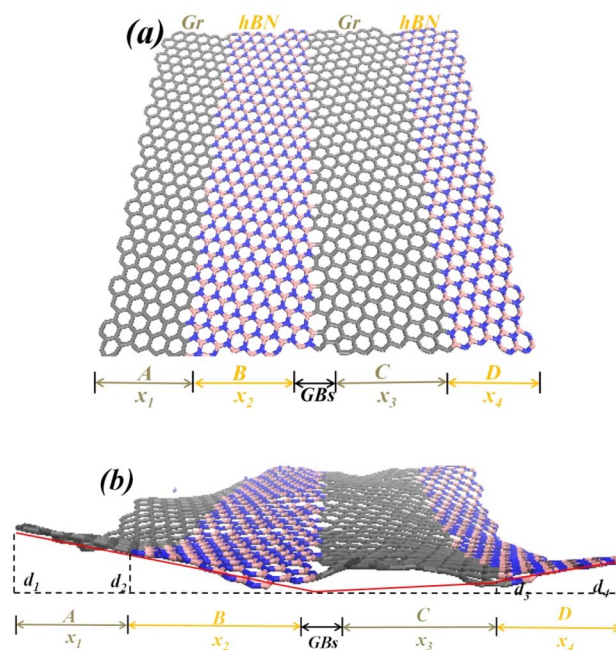 (a)
Gr hBN Gr hBN
A B C D
x1 x2 GBs x3 x4
(b)
d1 d2 d3 d4
A B C D
x1 x2 GBs x3 x4